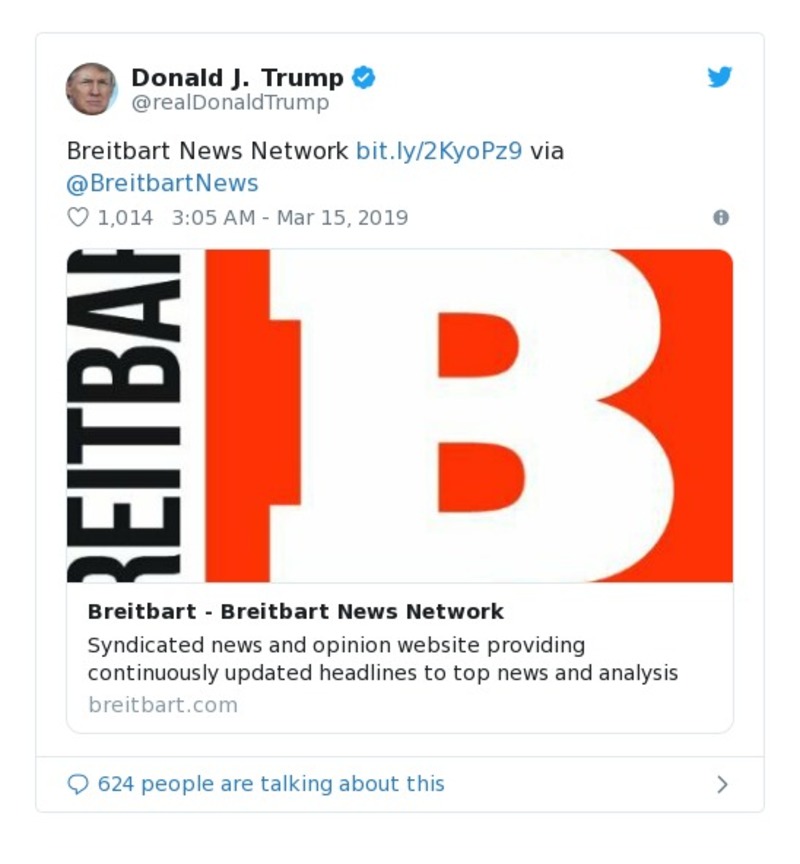 Donald J. Trump
@realDonaldTrump
Breitbart News Network bit.ly/2KyoPz9 via
@BreitbartNews
1,014 3:05 AM - Mar 15, 2019
REITBAR
B
Breitbart - Breitbart News Network
Syndicated news and opinion website providing
continuously updated headlines to top news and analysis
breitbart.com
624 people are talking about this